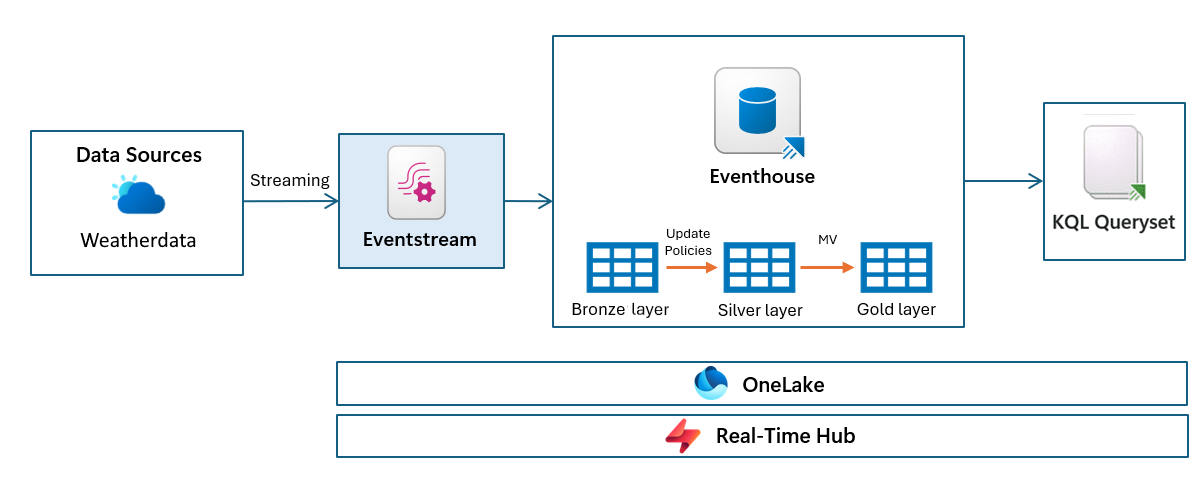 Data Sources
Weatherdata
Streaming
Eventstream
Eventhouse
Update
Policies
MV
Bronze layer
Silver layer
Gold layer
KQL Queryset
OneLake
Real-Time Hub